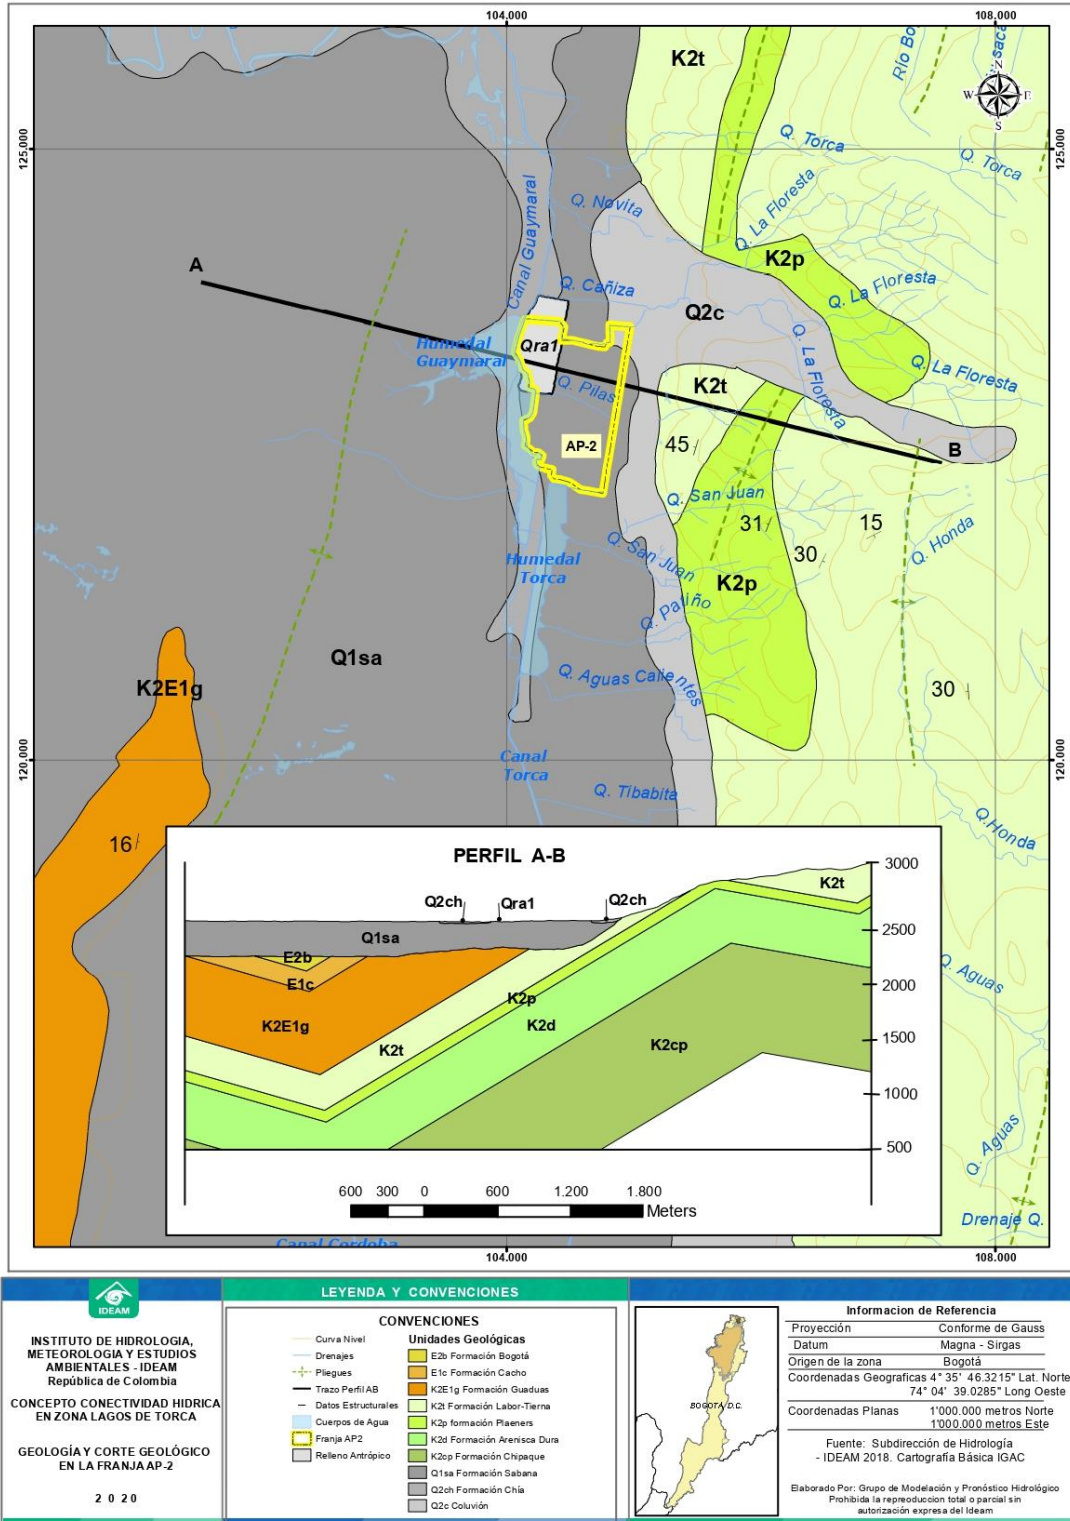 104.000
108.000
K2t
Río Bo
saca
N
W
E
S
125.000
125.000
Q. Torca
Q. Torca
Q. La Floresta
Q. Novita
Canal Guaymaral
K2p
A
Q. Cañiza
Q. La Floresta
Q2c
Humedal
Guaymaral
Qra1
Q. La Floresta
Q. La Floresta
K2t
Q. Pilas
AP-2
45
B
Q. San Juan
31
15
30
Q. Honda
Q. San Juan
Humedal
Torca
K2p
Q. Patiño
Q1sa
Q. Aguas Calientes
K2E1g
30
120.000
120.000
Canal
Torca
Q. Tibabita
Q. Honda
16
PERFIL A-B
3000
K2t
Q2ch
Qra1
Q2ch
2500
Q1sa
E2b
E1c
2000
K2p
K2E1g
K2d
K2t
K2cp
1500
1000
500
600 300 0 600 1.200 1.800
Meters
Q. Aguas
Q. Aguas
Drenaje Q.
Canal Cordoba
104.000
108.000
IDEAM
INSTITUTO DE HIDROLOGIA,
METEOROLOGIA Y ESTUDIOS
AMBIENTALES - IDEAM
República de Colombia
CONCEPTO CONECTIVIDAD HIDRICA
EN ZONA LAGOS DE TORCA
GEOLOGÍA Y CORTE GEOLÓGICO
EN LA FRANJA AP-2
2 0 20
LEYENDA Y CONVENCIONES
CONVENCIONES
Curva Nivel
Drenajes
Pliegues
Trazo Perfil AB
Datos Estructurales
Cuerpos de Agua
Franja AP2
Relleno Antrópico
Unidades Geológicas
E2b Formación Bogotá
E1c Formación Cacho
K2E1g Formación Guaduas
K2t Formación Labor-Tierna
K2p formación Plaeners
K2d Formación Arenisca Dura
K2cp Formación Chipaque
Q1sa Formación Sabana
Q2ch Formación Chía
Q2c Coluvión
BOGOTÁ, D.C.
Informacion de Referencia
Proyección Conforme de Gauss
Datum Magna - Sirgas
Origen de la zona Bogotá
Coordenadas Geograficas 4° 35' 46.3215" Lat. Norte
74° 04' 39.0285" Long Oeste
Coordenadas Planas 1'000.000 metros Norte
1'000.000 metros Este
Fuente: Subdirección de Hidrología
- IDEAM 2018. Cartografía Básica IGAC
Elaborado Por: Grupo de Modelación y Pronóstico Hidrológico
Prohibida la reproduccion total o parcial sin
autorización expresa del Ideam